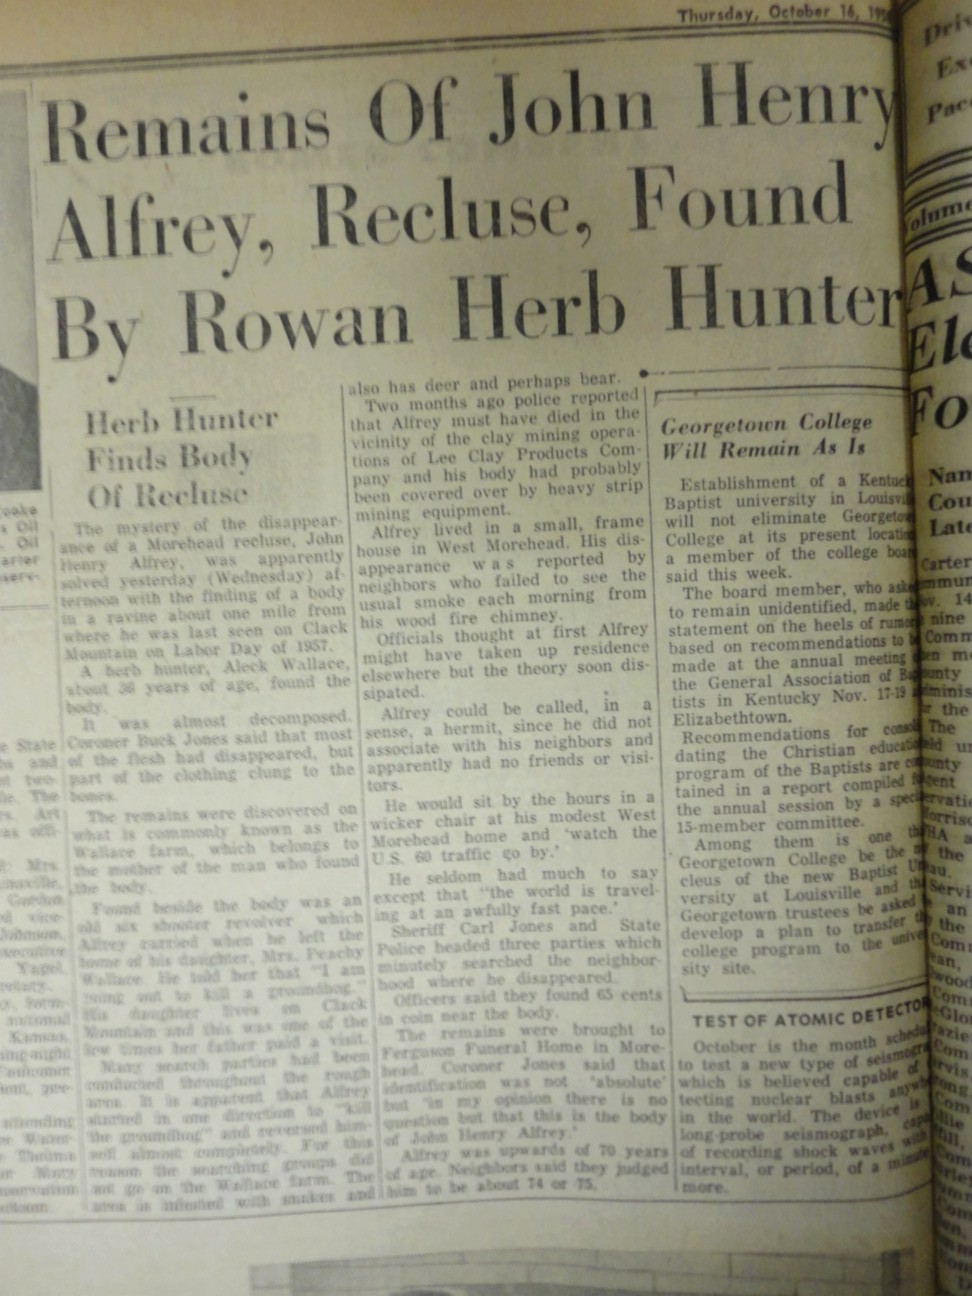 Thursday, October 16, 195
Remains Of John Henry
Alfrey, Recluse, Found
By Rowan Herb Hunter
Herb Hunter
Finds Body
Of Recluse
The mystery of the disappear-
ance of a Morehead recluse, John
Henry Alfrey, was apparently
solved yesterday (Wednesday) af-
ternoon with the finding of a body
in a ravine about one mile from
where he was last seen on Clack
Mountain on Labor Day of 1957.
A herb hunter, Aleck Wallace,
about years of age, found the
body.
It was almost decomposed.
Coroner Buck Jones said that most
of the flesh had disappeared, but
part of the clothing clung to the
bones.
The remains were discovered on
what is commonly known as the
Wallace farm, which belongs to
the mother of the man who found
the body.
Found beside the body was an
old six shooter revolver which
Alfrey carried when he left the
home of his daughter, Mrs. Peachy
Wallace. He told her that "I am
going out to kill a groundhog."
His daughter lives on Clack
Mountain and this was one of the
few times her father paid a visit.
Many search parties had been
conducted throughout the rough
area. It is apparent that Alfrey
started in one direction to "kill
the groundhog" and reversed him-
self almost completely. For this
reason the searching groups did
not go on the Wallace farm. The
area is infested with snakes and
also has deer and perhaps bear.
Two months ago police reported
that Alfrey must have died in the
vicinity of the clay mining opera-
tions of Lee Clay Products Com-
pany and his body had probably
been covered over by heavy strip
mining equipment.
Alfrey lived in a small, frame
house in West Morehead. His dis-
appearance was reported by
neighbors who failed to see the
usual smoke each morning from
his wood fire chimney.
Officials thought at first Alfrey
might have taken up residence
elsewhere but the theory soon dis-
sipated.
Alfrey could be called, in a
sense, a hermit, since he did not
associate with his neighbors and
apparently had no friends or visi-
tors.
He would sit by the hours in a
wicker chair at his modest West
Morehead home and 'watch the
U.S. 60 traffic go by.'
He seldom had much to say
except that "the world is travel-
ing at an awfully fast pace.'
Sheriff Carl Jones and State
Police headed three parties which
minutely searched the neighbor-
hood where he disappeared.
Officers said they found 65 cents
in coin near the body.
The remains were brought to
Ferguson Funeral Home in More-
head. Coroner Jones said that
identification was not 'absolute'
but 'in my opinion there is no
question but that this is the body
of John Henry Alfrey.'
Alfrey was upwards of 70 years
of age. Neighbors said they judged
him to be about 74 or 75.
Georgetown College
Will Remain As Is
Establishment of a Kentuck
Baptist university in Louisvil
will not eliminate Georgetow
College at its present locatio
a member of the college boar
said this week.
The board member, who aske
to remain unidentified, made th
statement on the heels of rumor
based on recommendations to b
made at the annual meeting
the General Association of Bap
tists in Kentucky Nov. 17-19
Elizabethtown.
Recommendations for consol
dating the Christian educatio
program of the Baptists are con
tained in a report compiled f
the annual session by a speci
15-member committee.
Among them is one th
Georgetown College be the n
cleus of the new Baptist Un
versity at Louisville and th
Georgetown trustees be asked
develop a plan to transfer t
college program to the unive
sity site.
TEST OF ATOMIC DETECTOR
October is the month schedu
to test a new type of seismogra
which is believed capable of
tecting nuclear blasts anywh
in the world. The device is
long-probe seismograph, capa
of recording shock waves with
interval, or period, of a minute
more.